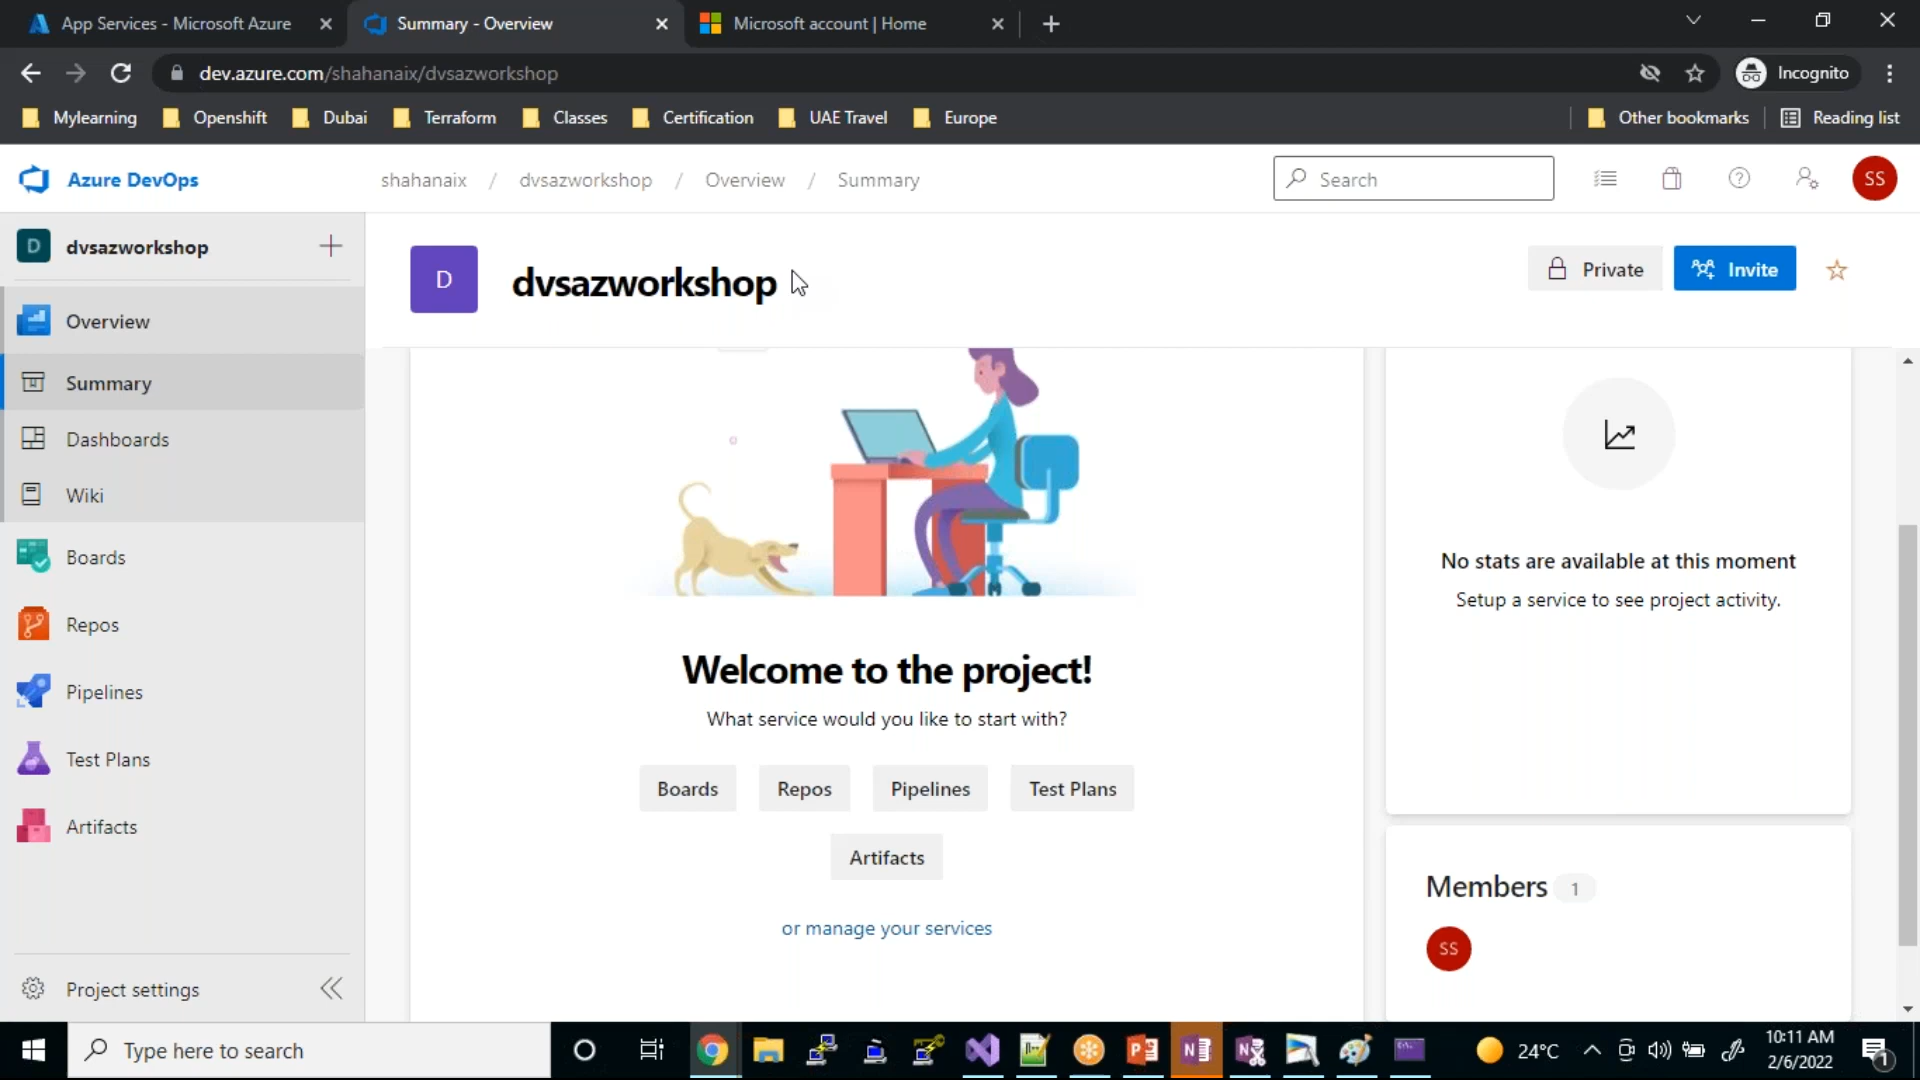 App Services - Microsoft Azure
Summary - Overview
Microsoft account | Home
dev.azure.com/shahanaix/dvsazworkshop
Incognito
Mylearning
Openshift
Dubai
Terraform
Classes
Certification
UAE Travel
Europe
Other bookmarks
Reading list
Azure DevOps
shahanaix / dvsazworkshop / Overview / Summary
Search
SS
D dvsazworkshop
D dvsazworkshop
Private
Invite
Overview
Summary
Dashboards
Wiki
Boards
Repos
Pipelines
Test Plans
Artifacts
Project settings
Welcome to the project!
What service would you like to start with?
Boards
Repos
Pipelines
Test Plans
Artifacts
or manage your services
No stats are available at this moment
Setup a service to see project activity.
Members 1
SS
Type here to search
24°C
10:11 AM
2/6/2022
1